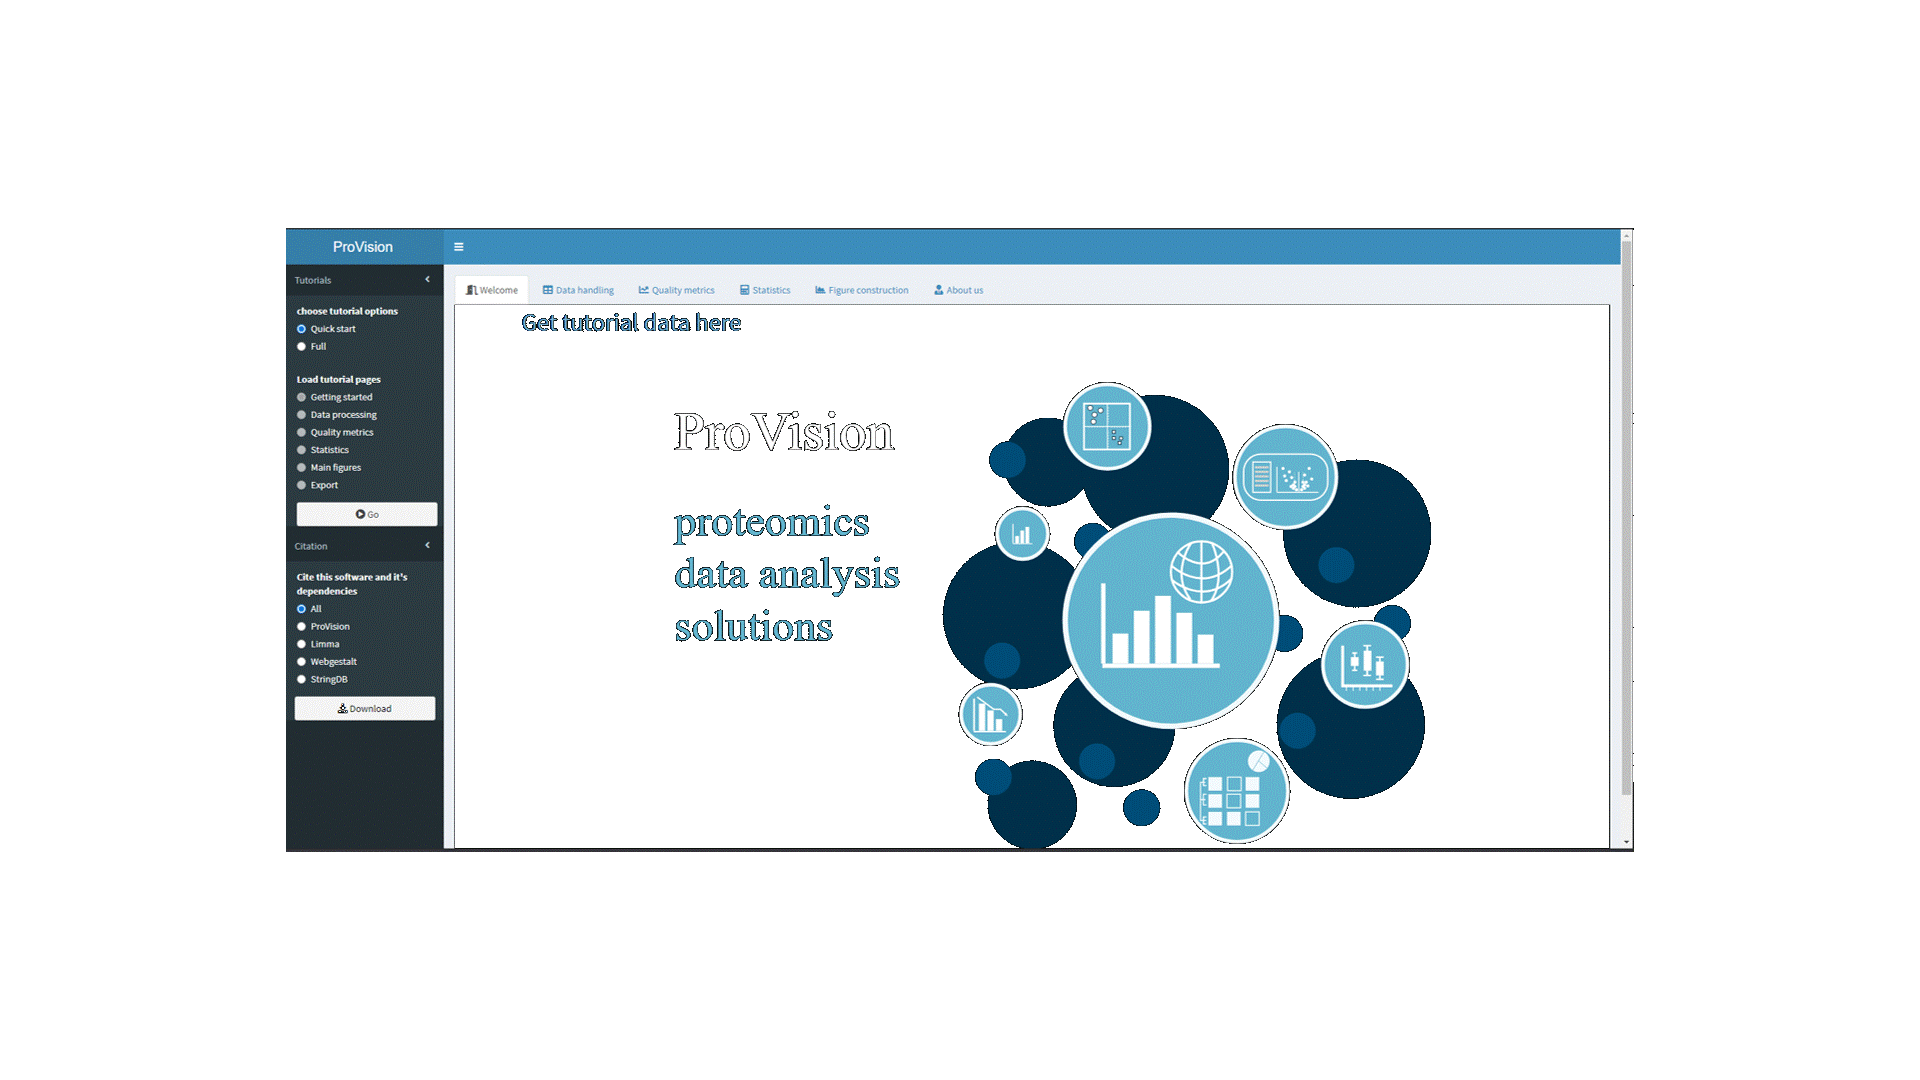 ProVision
Tutorials
choose tutorial options
Quick start
Full
Load tutorial pages
Getting started
Data processing
Quality metrics
Statistics
Main figures
Export
Go
Citation
Cite this software and it's
dependencies
All
ProVision
Limma
Webgestalt
StringDB
Download
Welcome
Data handling
Quality metrics
Statistics
Figure construction
About us
Get tutorial data here
ProVision
proteomics
data analysis
solutions